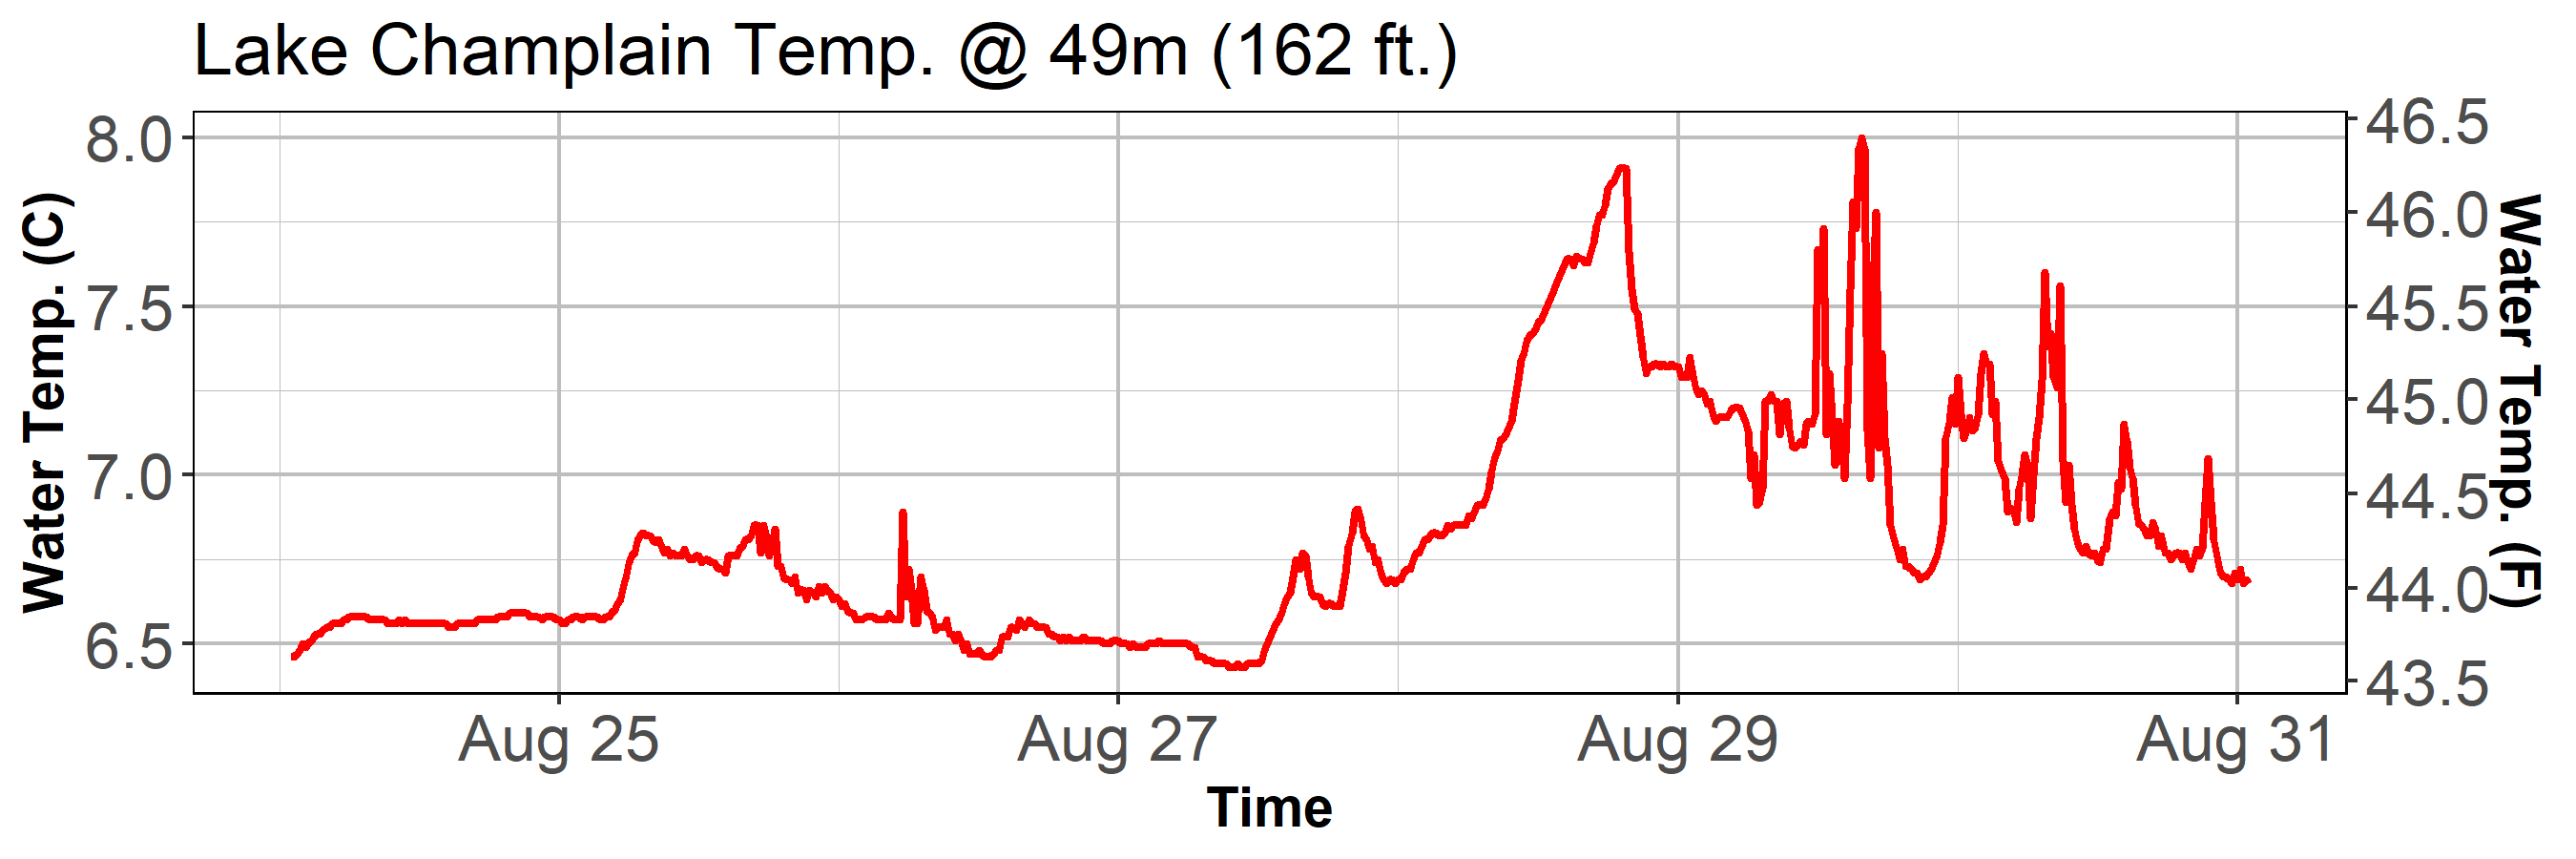 Lake Champlain Temp. @ 49m (162 ft.)
Water Temp. (C)
8.0
7.5
7.0
6.5
46.5
46.0
45.5
45.0
44.5
44.0
43.5
Water Temp. (F)
Aug 25
Aug 27
Aug 29
Aug 31
Time